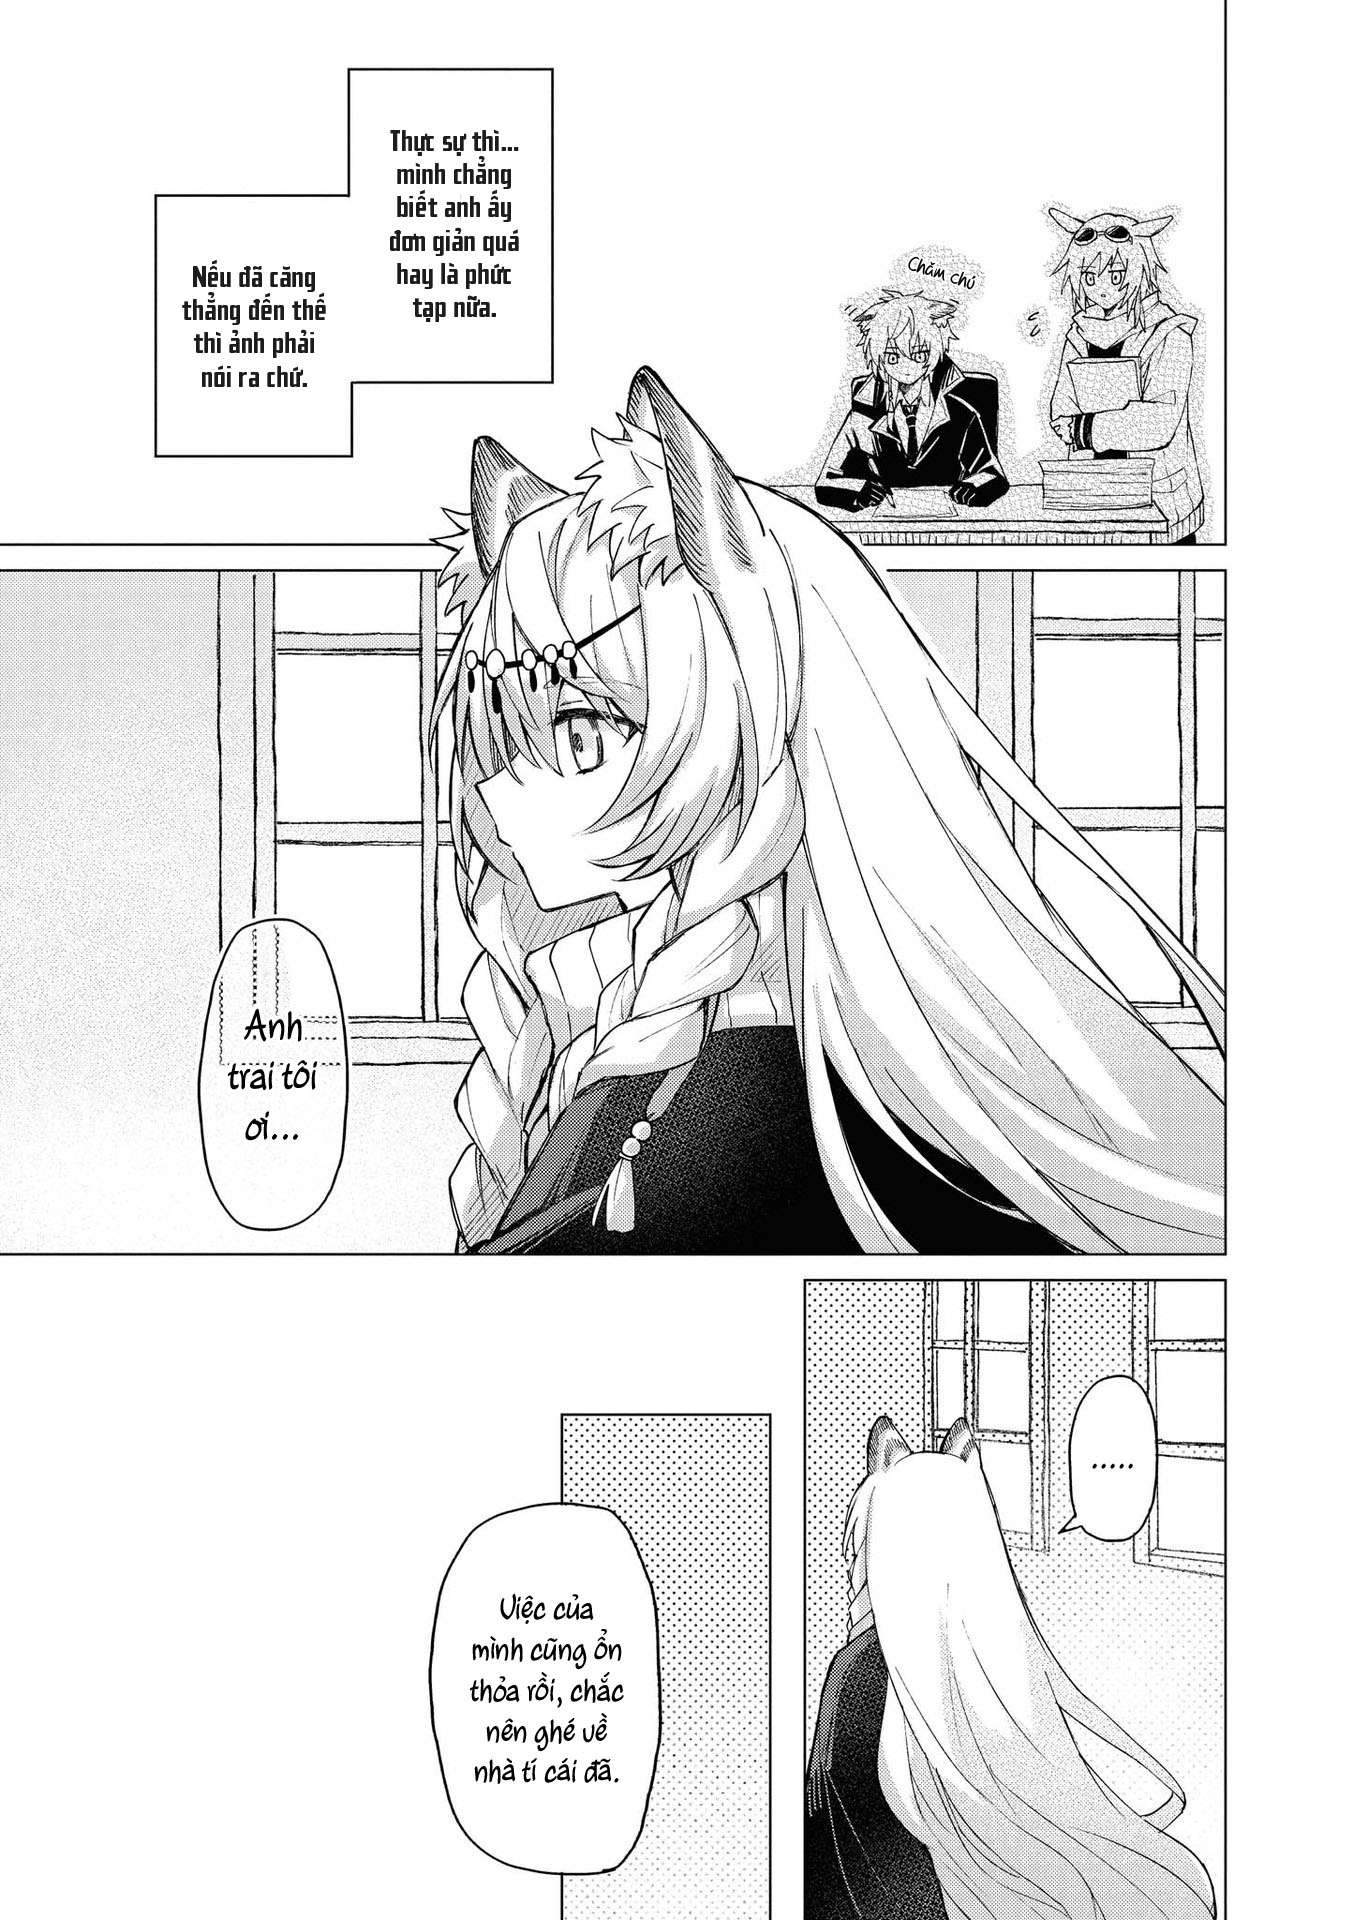 Chăm chú
Thực sự thì...
mình chẳng
biết anh ấy
đơn giản quá
hay là phức
tạp nữa.
Nếu đã căng
thẳng đến thế
thì ảnh phải
nói ra chứ.
Anh
trai tôi
ơi...
.....
Việc của
mình cũng ổn
thỏa rồi, chắc
nên ghé về
nhà tí cái đã.